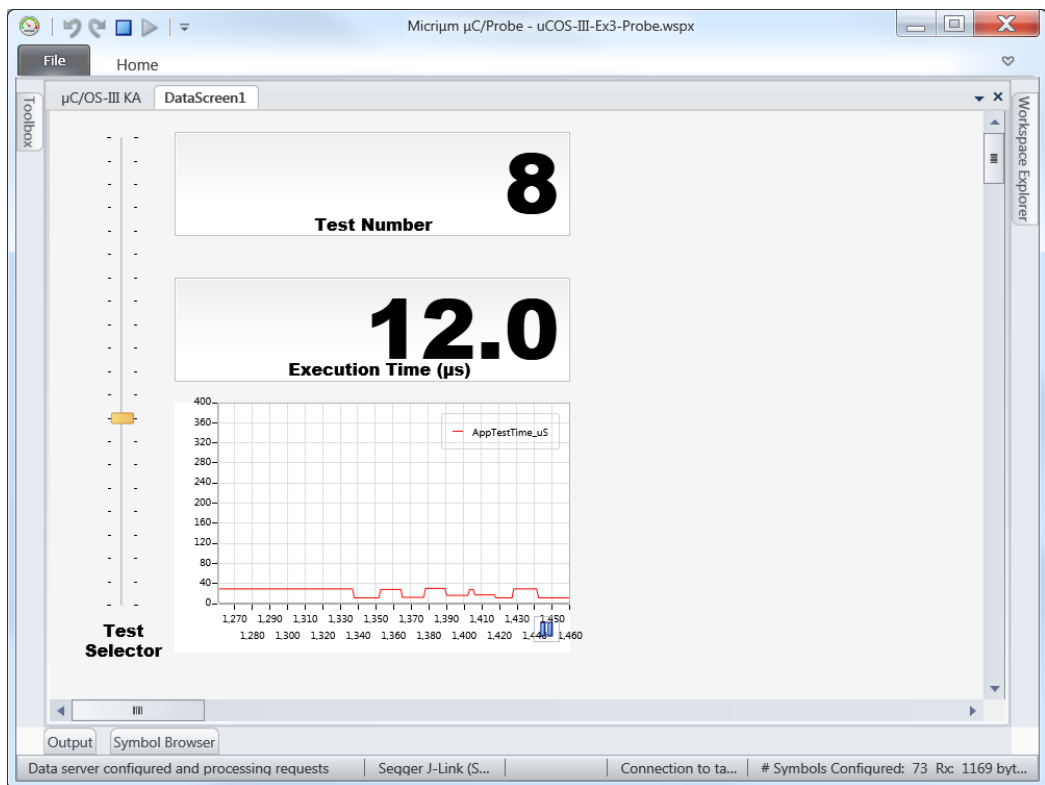 Micriµm µC/Probe - uCOS-III-Ex3-Probe.wspx
File Home
Toolbox
µC/OS-III KA DataScreen1
Workspace Explorer
8
Test Number
12.0
Execution Time (µs)
400
360
320
280
240
200
160
120
80
40
0
AppTestTime_uS
1,270 1,290 1,310 1,330 1,350 1,370 1,390 1,410 1,430 1,450
1,280 1,300 1,320 1,340 1,360 1,380 1,400 1,420 1,440 1,460
Test
Selector
Output Symbol Browser
Data server configured and processing requests Segger J-Link (S... Connection to ta... # Symbols Configured: 73 Rx: 1169 byt...